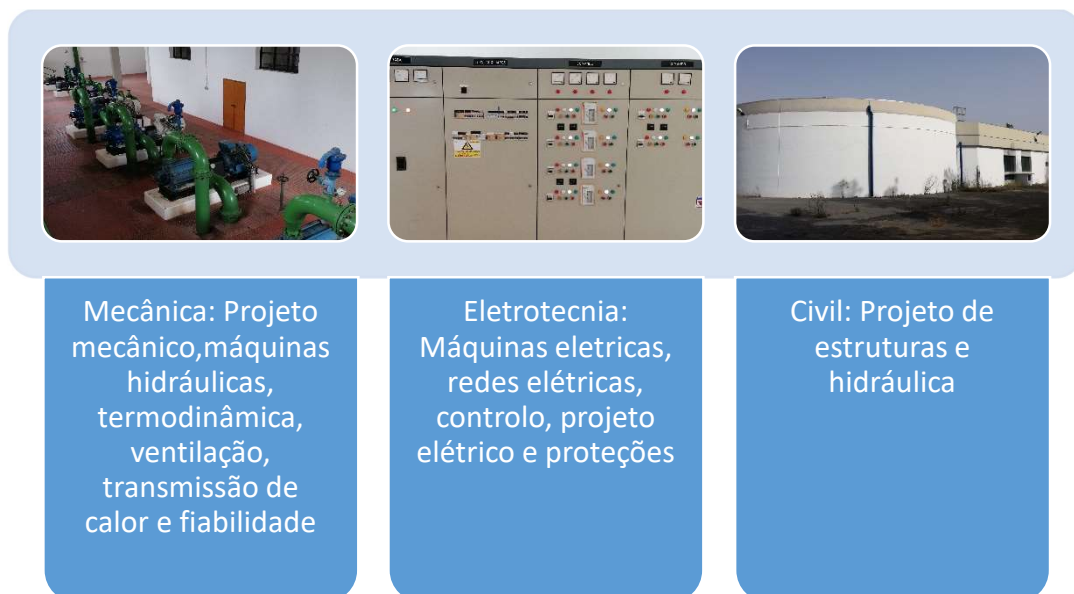 Mecânica: Projeto
mecânico,máquinas
hidráulicas,
termodinâmica,
ventilação,
transmissão de
calor e fiabilidade
Eletrotecnia:
Máquinas eletricas,
redes elétricas,
controlo, projeto
elétrico e proteções
Civil: Projeto de
estruturas e
hidráulica